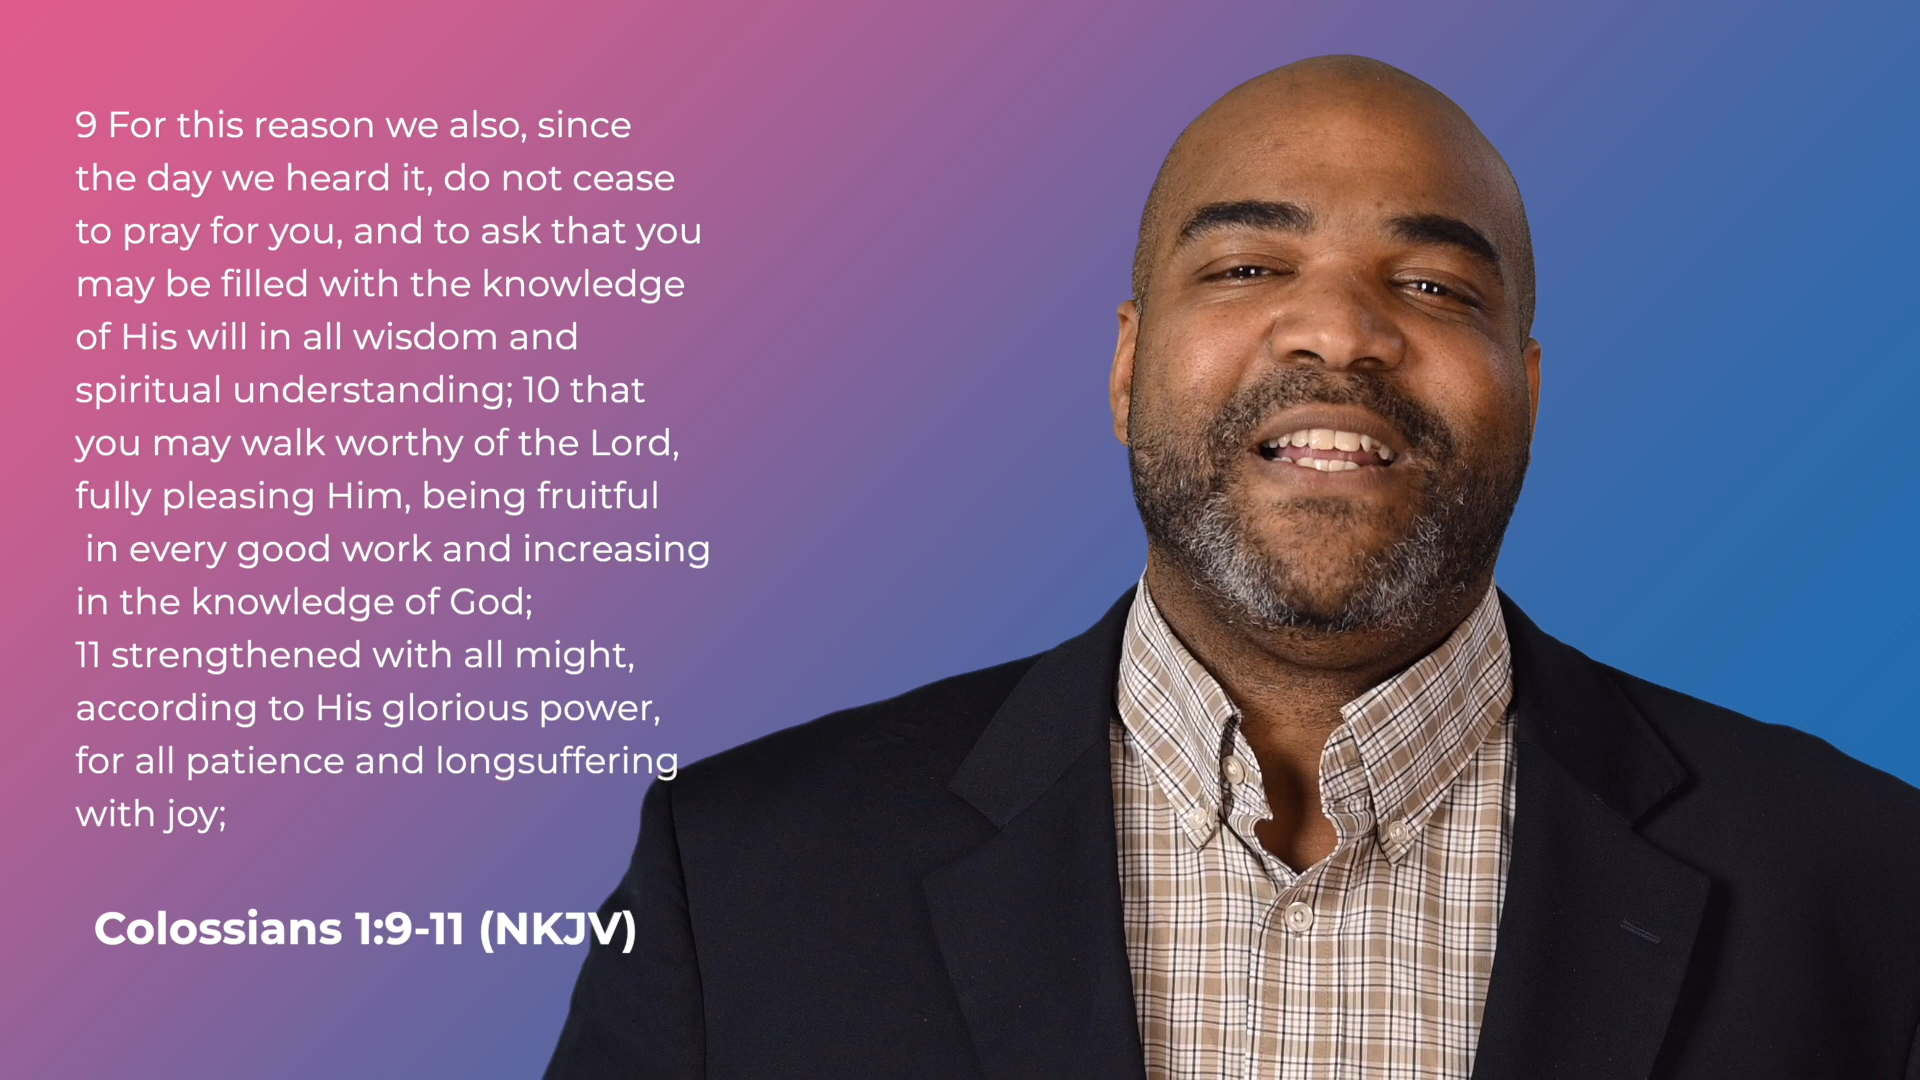 9 For this reason we also, since
the day we heard it, do not cease
to pray for you, and to ask that you
may be filled with the knowledge
of His will in all wisdom and
spiritual understanding; 10 that
you may walk worthy of the Lord,
fully pleasing Him, being fruitful
in every good work and increasing
in the knowledge of God;
11 strengthened with all might,
according to His glorious power,
for all patience and longsuffering
with joy;
Colossians 1:9-11 (NKJV)